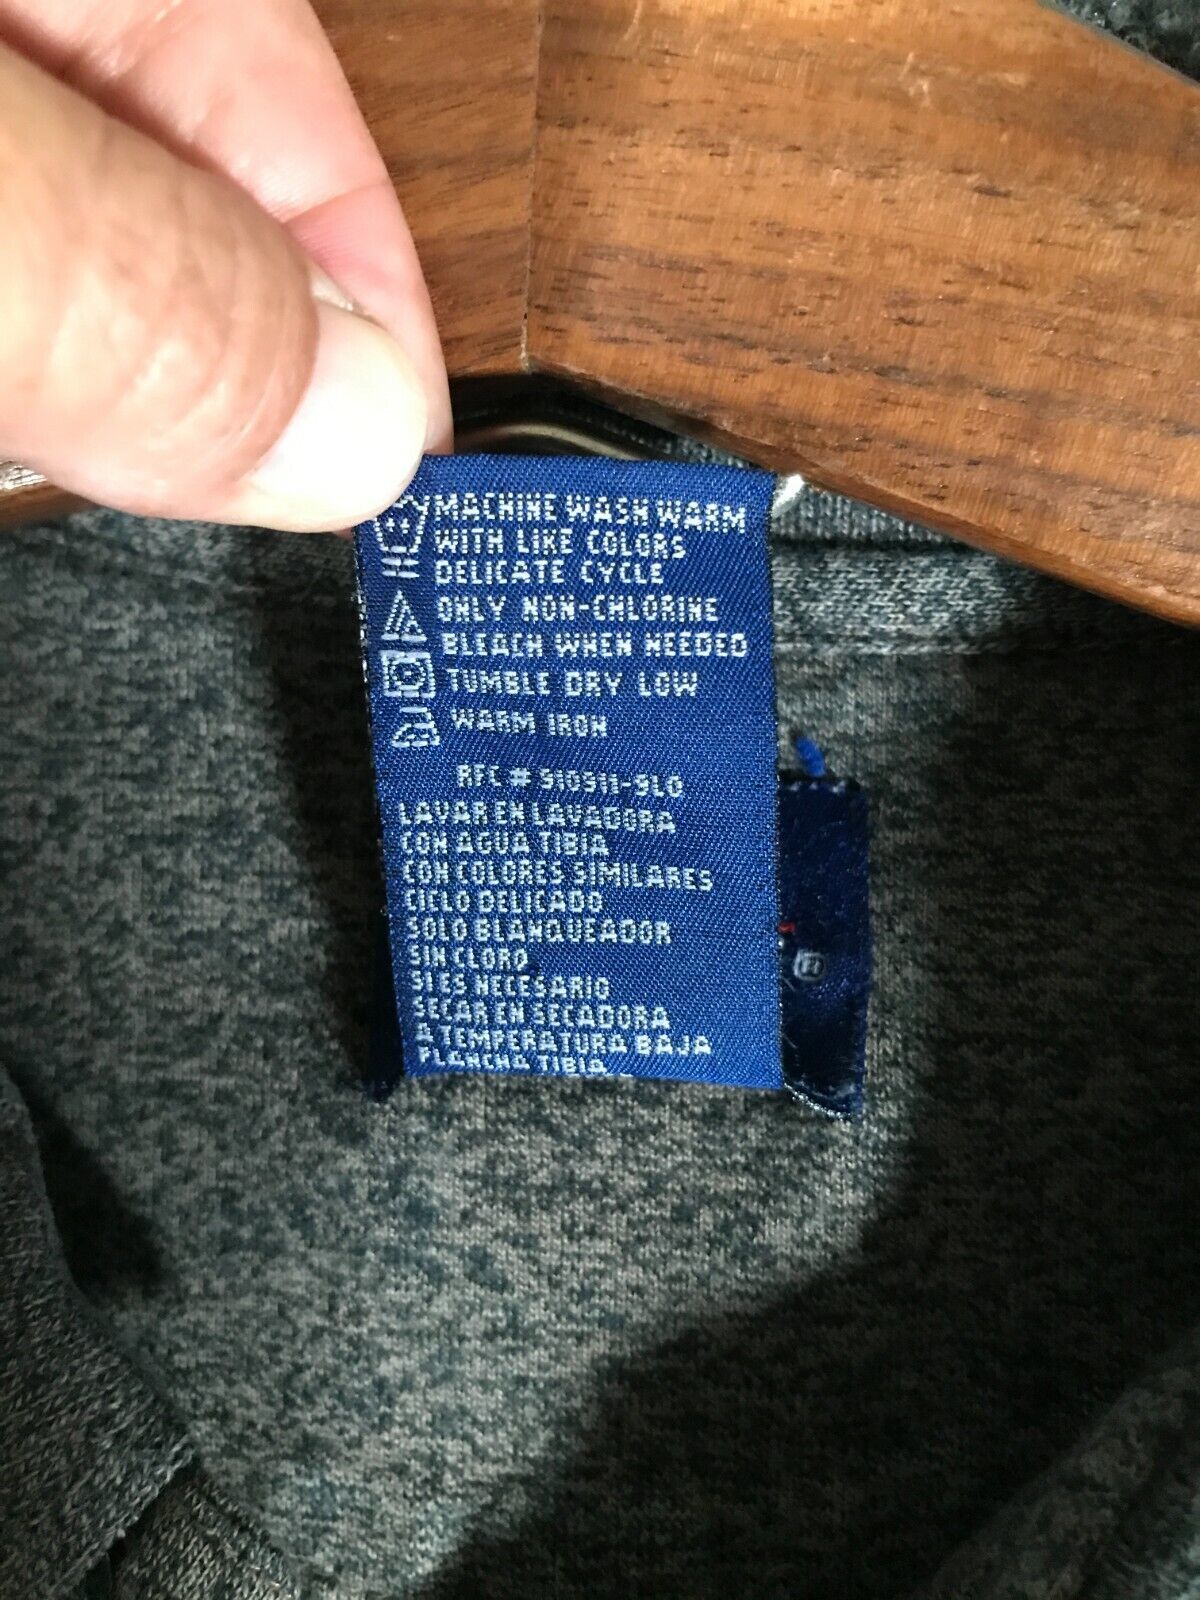 MACHINE WASH WARM
WITH LIKE COLORS
DELICATE CYCLE
ONLY NON-CHLORINE
BLEACH WHEN NEEDED
TUMBLE DRY LOW
WARM IRON
RFC # 910911-9L0
LAVAR EN LAVADORA
CON AGUA TIBIA
CON COLORES SIMILARES
CICLO DELICADO
SOLO BLANQUEADOR
SIN CLORO
SI ES NECESARIO
SECAR EN SECADORA
A TEMPERATURA BAJA
PLANCHA TIBIA
®